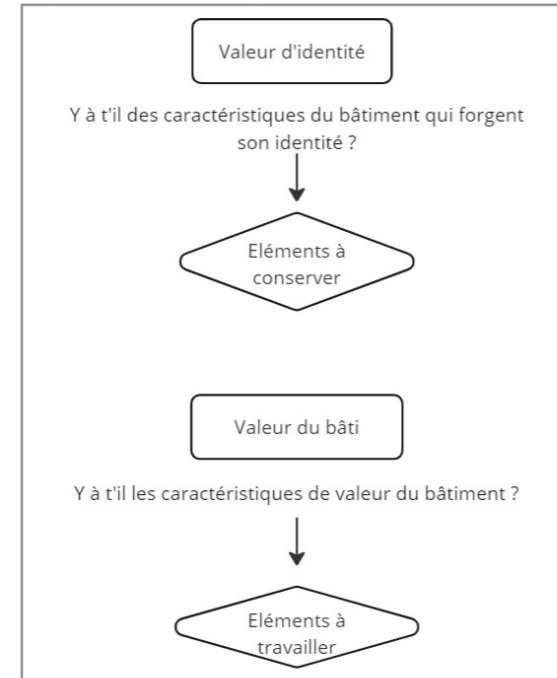 Valeur d'identité
Y à t'il des caractéristiques du bâtiment qui forgent
son identité ?
Eléments à
conserver
Valeur du bâti
Y à t'il les caractéristiques de valeur du bâtiment ?
Eléments à
travailler